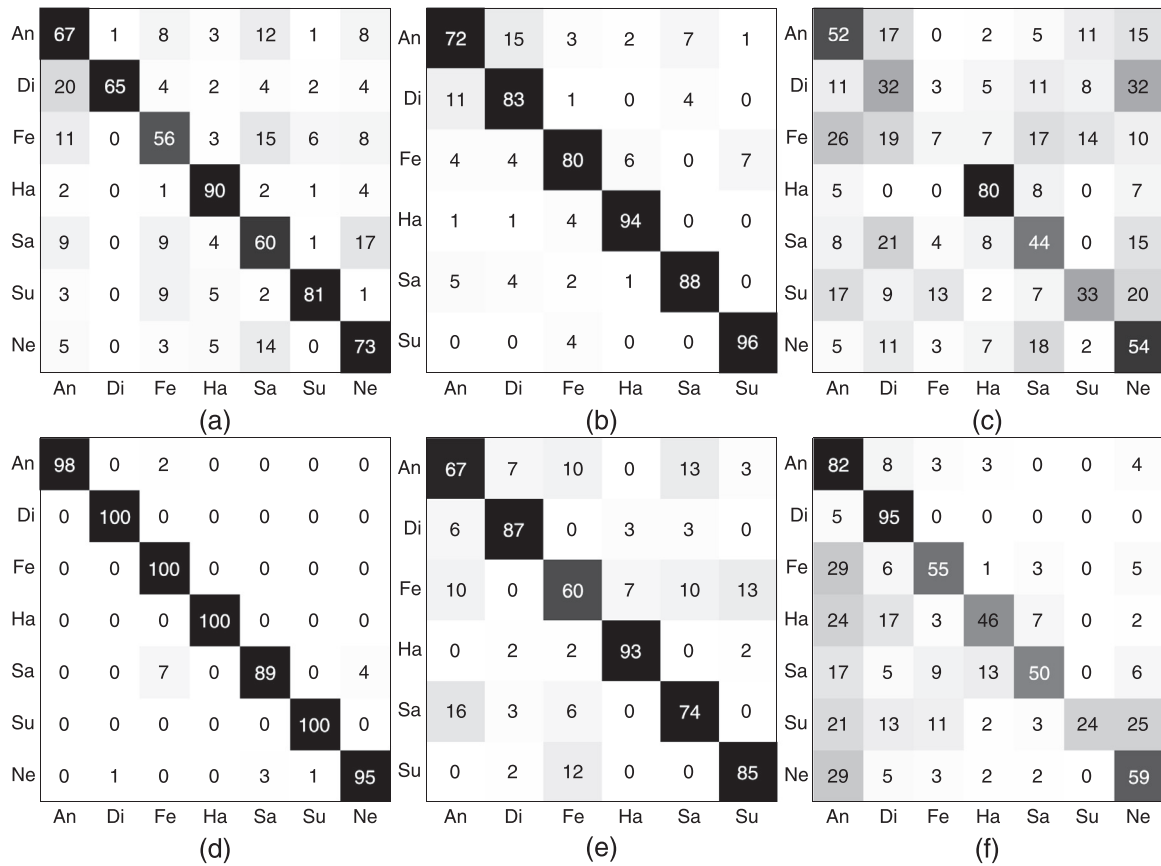 An 67 1 8 3 12 1 8
Di 20 65 4 2 4 2 4
Fe 11 0 56 3 15 6 8
Ha 2 0 1 90 2 1 4
Sa 9 0 9 4 60 1 17
Su 3 0 9 5 2 81 1
Ne 5 0 3 5 14 0 73
An Di Fe Ha Sa Su Ne
(a)
An 72 15 3 2 7 1
Di 11 83 1 0 4 0
Fe 4 4 80 6 0 7
Ha 1 1 4 94 0 0
Sa 5 4 2 1 88 0
Su 0 0 4 0 0 96
An Di Fe Ha Sa Su
(b)
An 52 17 0 2 5 11 15
Di 11 32 3 5 11 8 32
Fe 26 19 7 7 17 14 10
Ha 5 0 0 80 8 0 7
Sa 8 21 4 8 44 0 15
Su 17 9 13 2 7 33 20
Ne 5 11 3 7 18 2 54
An Di Fe Ha Sa Su Ne
(c)
An 98 0 2 0 0 0 0
Di 0 100 0 0 0 0 0
Fe 0 0 100 0 0 0 0
Ha 0 0 0 100 0 0 0
Sa 0 0 7 0 89 0 4
Su 0 0 0 0 0 100 0
Ne 0 1 0 0 3 1 95
An Di Fe Ha Sa Su Ne
(d)
An 67 7 10 0 13 3
Di 6 87 0 3 3 0
Fe 10 0 60 7 10 13
Ha 0 2 2 93 0 2
Sa 16 3 6 0 74 0
Su 0 2 12 0 0 85
An Di Fe Ha Sa Su
(e)
An 82 8 3 3 0 0 4
Di 5 95 0 0 0 0 0
Fe 29 6 55 1 3 0 5
Ha 24 17 3 46 7 0 2
Sa 17 5 9 13 50 0 6
Su 21 13 11 2 3 24 25
Ne 29 5 3 2 2 0 59
An Di Fe Ha Sa Su Ne
(f)